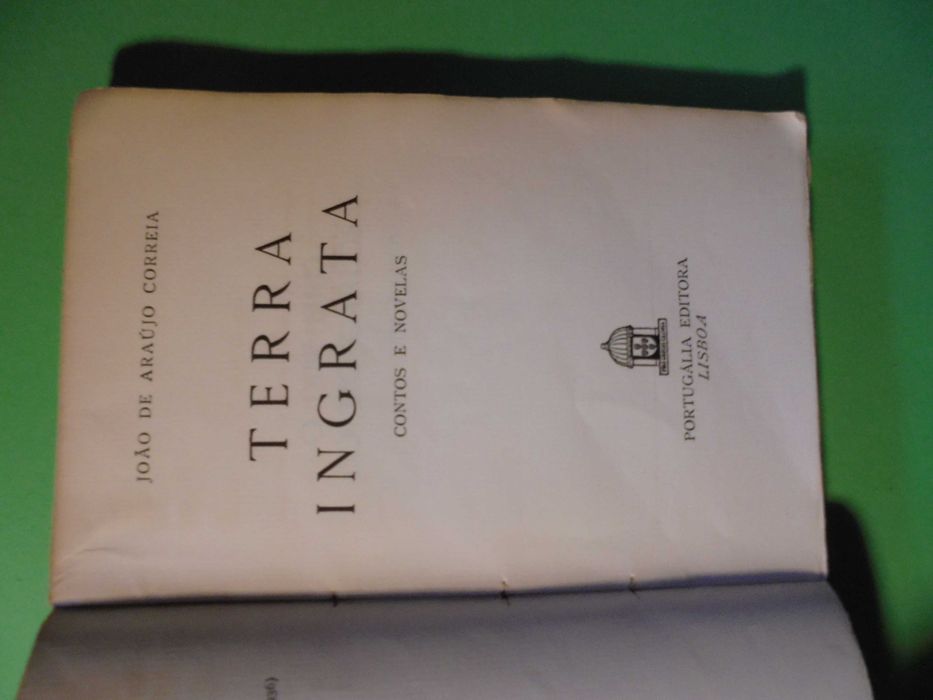 JOÃO DE ARAÚJO CORREIA
TERRA
INGRATA
CONTOS E NOVELAS
PORTUGÁLIA EDITORA
LISBOA